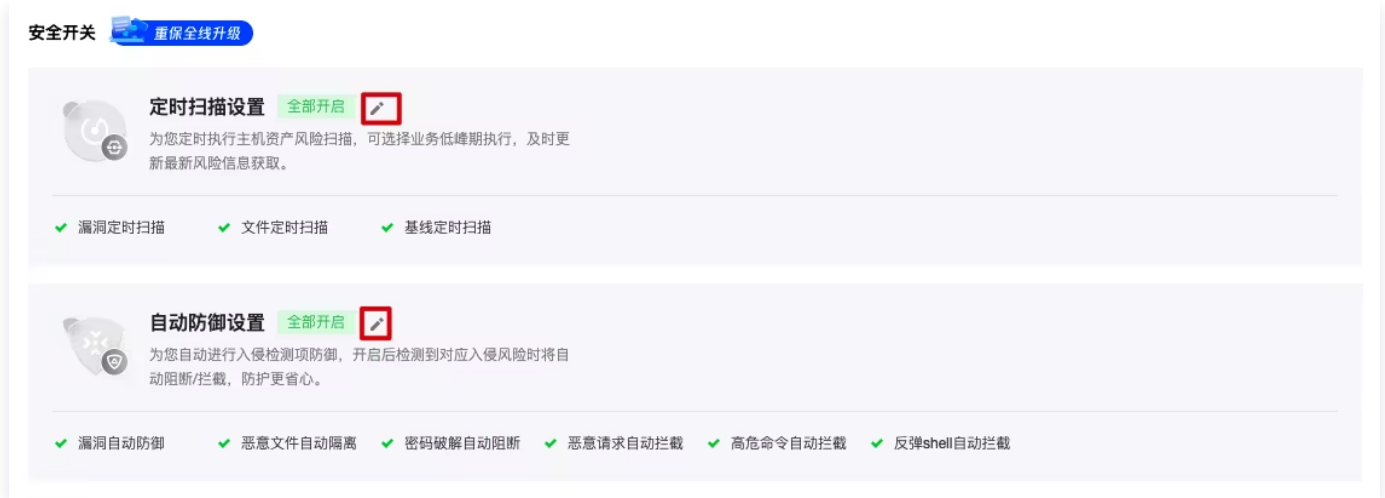 安全开关 重保全线升级
定时扫描设置 全部开启
为您定时执行主机资产风险扫描，可选择业务低峰期执行，及时更
新最新风险信息获取。
漏洞定时扫描 文件定时扫描 基线定时扫描
自动防御设置 全部开启
为您自动进行入侵检测项防御，开启后检测到对应入侵风险时将自
动阻断/拦截，防护更省心。
漏洞自动防御 恶意文件自动隔离 密码破解自动阻断 恶意请求自动拦截 高危命令自动拦截 反弹shell自动拦截